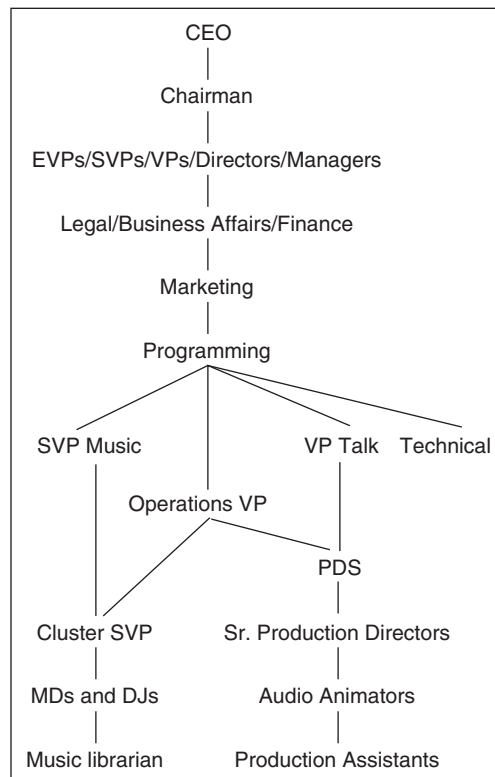 CEO
Chairman
EVPs/SVPs/VPs/Directors/Managers
Legal/Business Affairs/Finance
Marketing
Programming
SVP Music
VP Talk
Technical
Operations VP
PDS
Cluster SVP
Sr. Production Directors
MDs and DJs
Audio Animators
Music librarian
Production Assistants